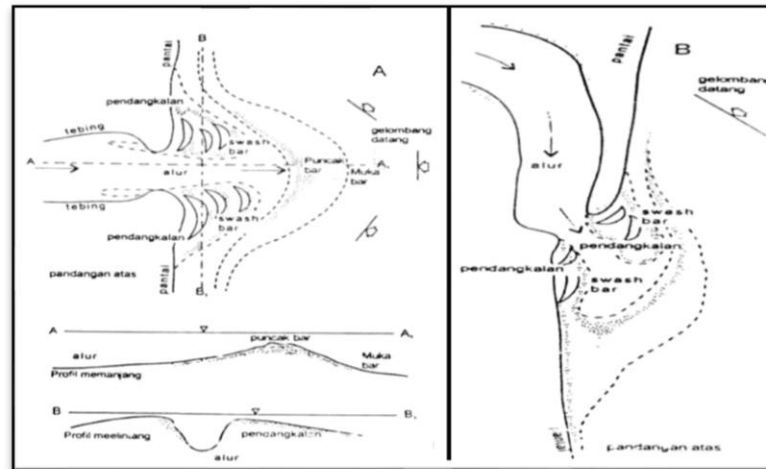 B
pantai
A
pendangkalan
gelombang
datang
tebing
swash
bar
A
alur
Puncak
bar
A₁
Muka
bar
tebing
swash
bar
pendangkalan
pandangan atas
pantai
B₁
A
A₁
puncak bar
alur
Muka
bar
Profil memanjang
B
B₁
Profil meelintang
pendangkalan
alur
B
pantai
gelombang
datang
alur
swash
bar
pendangkalan
pendangkalan
swash
bar
pandangan atas